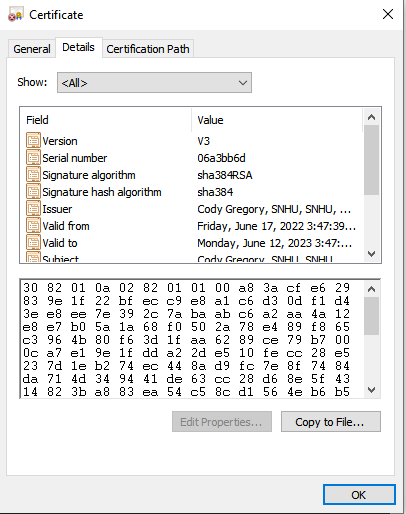 Certificate
General Details Certification Path
Show: <All>
Field Value
Version V3
Serial number 06a3bb6d
Signature algorithm sha384RSA
Signature hash algorithm sha384
Issuer Cody Gregory, SNHU, SNHU, ...
Valid from Friday, June 17, 2022 3:47:39...
Valid to Monday, June 12, 2023 3:47:...
Subject Cody Gregory, SNHU, SNHU
30 82 01 0a 02 82 01 01 00 a8 3a cf e6 29
83 9e 1f 22 bf ec c9 e8 a1 c6 d3 0d f1 d4
3e e8 ee 7e 39 2c 7a ba ab c6 a2 aa 4a 12
e8 e7 b0 5a 1a 68 f0 50 2a 78 e4 89 f8 65
c3 96 4b 80 f6 3d 1f aa 62 89 ce 79 b7 00
0c a7 e1 9e 1f dd a2 2d e5 10 fe cc 28 e5
23 7d 1e b2 74 ec 44 8a d9 fc 7e 8f 74 84
da 71 4d 34 94 41 de 63 cc 28 d6 8e 5f 43
14 82 3b a8 83 ea 54 c5 8c d1 56 4e b6 b5
Edit Properties... Copy to File...
OK